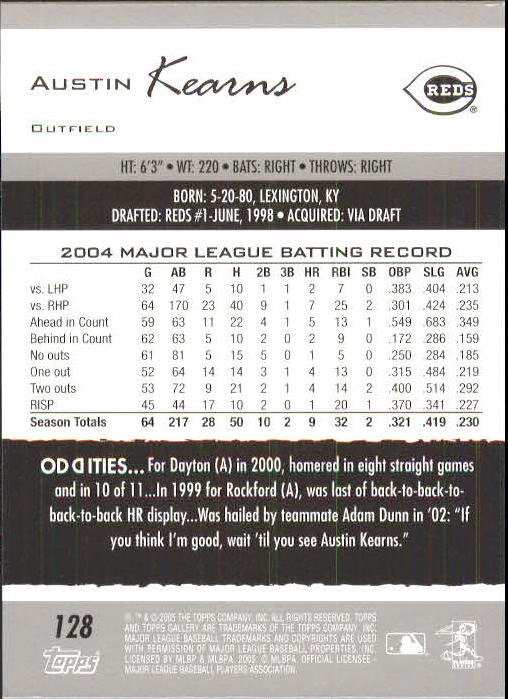 AUSTIN Kearns
REDS
®
OUTFIELD
HT: 6'3" • WT: 220 • BATS: RIGHT • THROWS: RIGHT
BORN: 5-20-80, LEXINGTON, KY
DRAFTED: REDS #1-JUNE, 1998 • ACQUIRED: VIA DRAFT
2004 MAJOR LEAGUE BATTING RECORD
G AB R H 2B 3B HR RBI SB OBP SLG AVG
vs. LHP 32 47 5 10 1 1 2 7 0 .383 .404 .213
vs. RHP 64 170 23 40 9 1 7 25 2 .301 .424 .235
Ahead in Count 59 63 11 22 4 1 5 13 1 .549 .683 .349
Behind in Count 62 63 5 10 2 0 2 9 0 .172 .286 .159
No outs 61 81 5 15 5 0 1 5 0 .250 .284 .185
One out 52 64 14 14 3 1 4 13 0 .315 .484 .219
Two outs 53 72 9 21 2 1 4 14 2 .400 .514 .292
RISP 45 44 17 10 2 0 1 20 1 .370 .341 .227
Season Totals 64 217 28 50 10 2 9 32 2 .321 .419 .230
ODDITIES... For Dayton (A) in 2000, homered in eight straight games
and in 10 of 11...In 1999 for Rockford (A), was last of back-to-back-to-
back-to-back HR display...Was hailed by teammate Adam Dunn in '02: "If
you think I'm good, wait 'til you see Austin Kearns."
128
Topps
®, ™ & © 2005 THE TOPPS COMPANY, INC. ALL RIGHTS RESERVED. TOPPS
AND TOPPS GALLERY ARE TRADEMARKS OF THE TOPPS COMPANY, INC.
MAJOR LEAGUE BASEBALL TRADEMARKS AND COPYRIGHTS ARE USED
WITH PERMISSION OF MAJOR LEAGUE BASEBALL PROPERTIES, INC.
LICENSED BY MLBP & MLBPA, 2005. © MLBPA, OFFICIAL LICENSEE -
MAJOR LEAGUE BASEBALL PLAYERS ASSOCIATION.